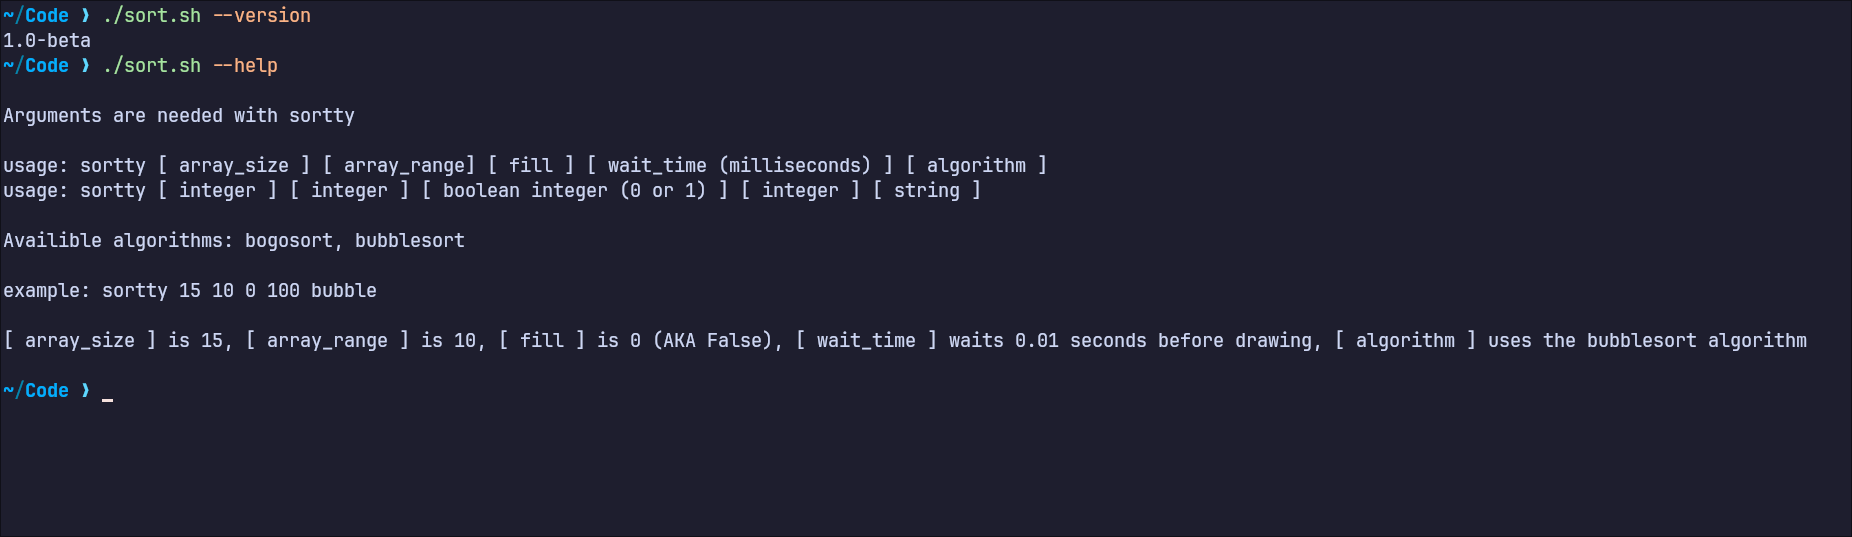 ~/Code ❯ ./sort.sh --version
1.0-beta
~/Code ❯ ./sort.sh --help
Arguments are needed with sortty
usage: sortty [ array_size ] [ array_range] [ fill ] [ wait_time (milliseconds) ] [ algorithm ]
usage: sortty [ integer ] [ integer ] [ boolean integer (0 or 1) ] [ integer ] [ string ]
Availible algorithms: bogosort, bubblesort
example: sortty 15 10 0 100 bubble
[ array_size ] is 15, [ array_range ] is 10, [ fill ] is 0 (AKA False), [ wait_time ] waits 0.01 seconds before drawing, [ algorithm ] uses the bubblesort algorithm
~/Code ❯ _